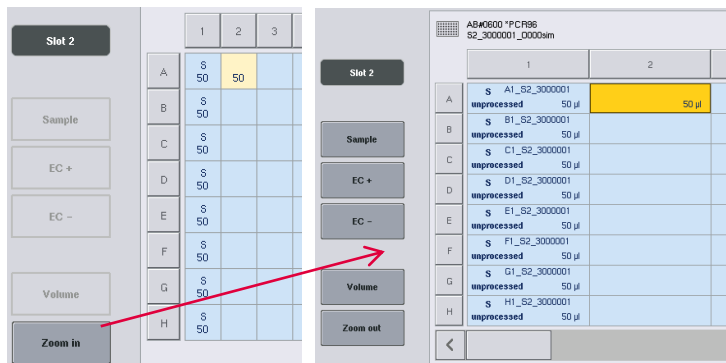 Slot 2
Sample
EC +
EC -
Volume
Zoom in
1 2 3
A S 50 50
B S 50
C S 50
D S 50
E S 50
F S 50
G S 50
H S 50
AB#0600 *PCR96
S2_3000001_0000sim
Slot 2
Sample
EC +
EC -
Volume
Zoom out
1 2
A S A1_S2_3000001
unprocessed 50 µl 50 µl
B S B1_S2_3000001
unprocessed 50 µl
C S C1_S2_3000001
unprocessed 50 µl
D S D1_S2_3000001
unprocessed 50 µl
E S E1_S2_3000001
unprocessed 50 µl
F S F1_S2_3000001
unprocessed 50 µl
G S G1_S2_3000001
unprocessed 50 µl
H S H1_S2_3000001
unprocessed 50 µl
<